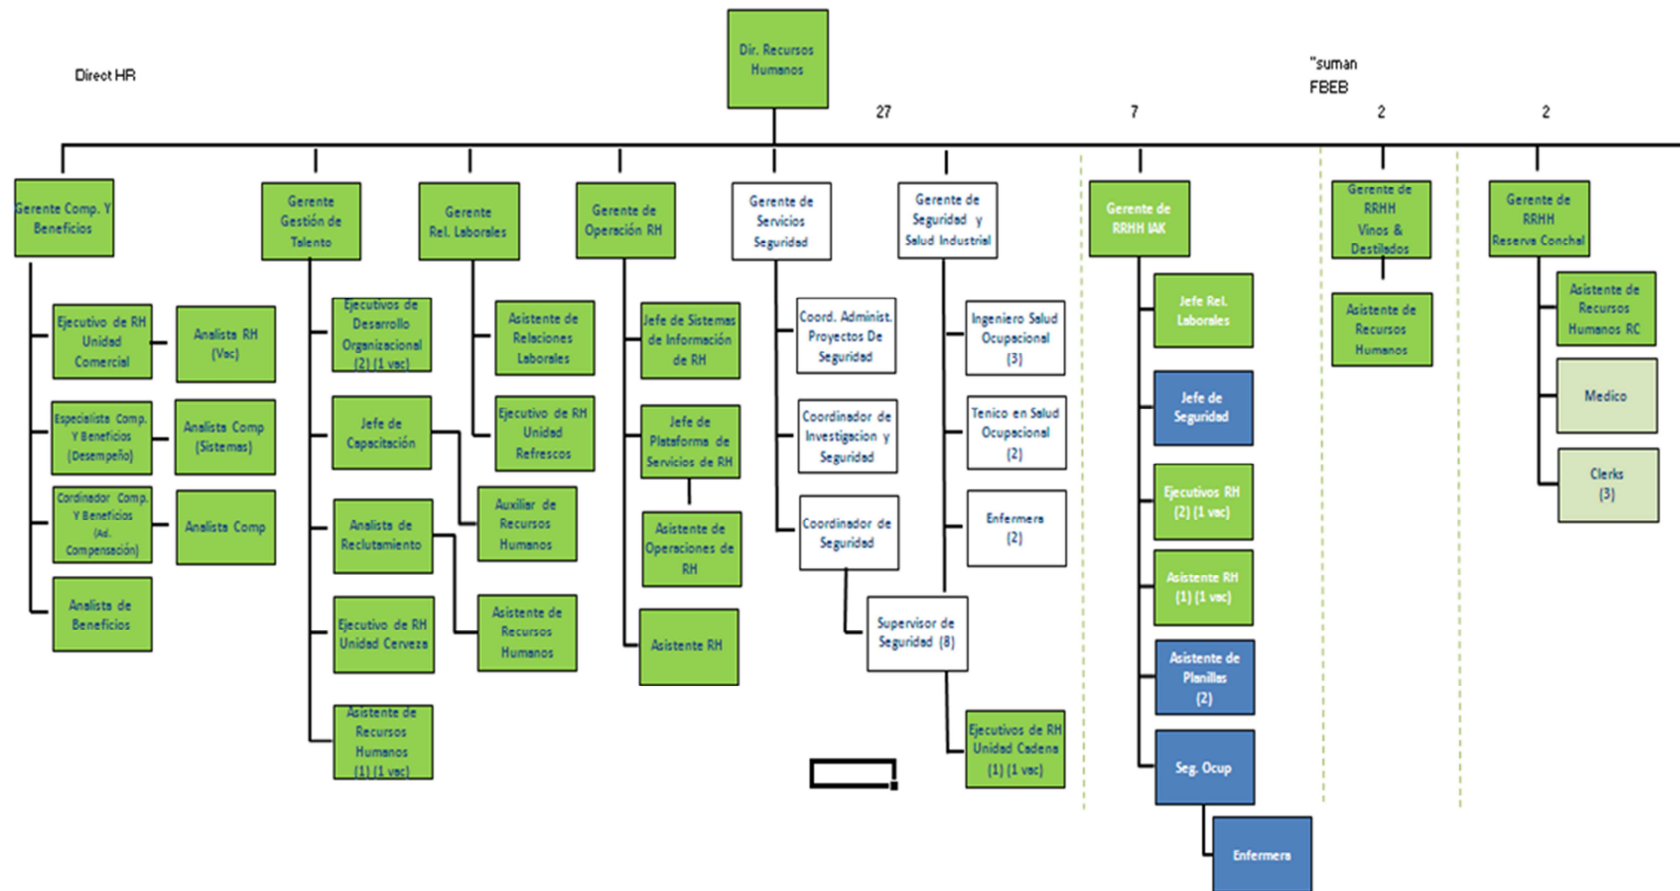 Dir. Recursos
Humanos
Direct HR
"suman
FBEB
27
7
2
2
Gerente Comp. Y
Beneficios
Gerente
Gestión de
Talento
Gerente
Rel. Laborales
Gerente de
Operación RH
Gerente de
Servicios
Seguridad
Gerente de
Seguridad y
Salud Industrial
Gerente de
RRHH IAK
Gerente de
RRHH
Vinos &
Destilados
Gerente de
RRHH
Reserva Conchal
Ejecutivo de RH
Unidad
Comercial
Analista RH
(Vac)
Especialista Comp.
Y Beneficios
(Desempeño)
Analista Comp
(Sistemas)
Cordinador Comp.
Y Beneficios
(Ad.
Compensación)
Analista Comp
Analista de
Beneficios
Ejecutivos de
Desarrollo
Organizacional
(2) (1 vac)
Jefe de
Capacitación
Analista de
Reclutamiento
Ejecutivo de RH
Unidad Cerveza
Asistente de
Recursos
Humanos
(1) (1 vac)
Asistente de
Relaciones
Laborales
Ejecutivo de RH
Unidad
Refrescos
Auxiliar de
Recursos
Humanos
Asistente de
Recursos
Humanos
Jefe de Sistemas
de Información
de RH
Jefe de
Plataforma de
Servicios de RH
Asistente de
Operaciones de
RH
Asistente RH
Coord. Administ.
Proyectos De
Seguridad
Coordinador de
Investigacion y
Seguridad
Coordinador de
Seguridad
Supervisor de
Seguridad (8)
Ingeniero Salud
Ocupacional
(3)
Tenico en Salud
Ocupacional
(2)
Enfermera
(2)
Ejecutivos de RH
Unidad Cadena
(1) (1 vac)
Jefe Rel.
Laborales
Jefe de
Seguridad
Ejecutivos RH
(2) (1 vac)
Asistente RH
(1) (1 vac)
Asistente de
Planillas
(2)
Seg. Ocup
Enfermera
Asistente de
Recursos
Humanos
Asistente de
Recursos
Humanos RC
Medico
Clerks
(3)